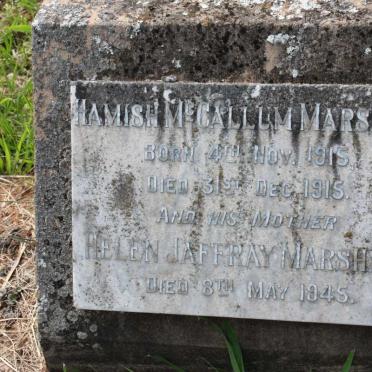 HAMISH McCALLUM MARS
BORN 4TH NOV. 1915.
DIED 31ST DEC. 1915.
AND HIS MOTHER
HELEN JAFFRAY MARSH
DIED 8TH MAY 1945.